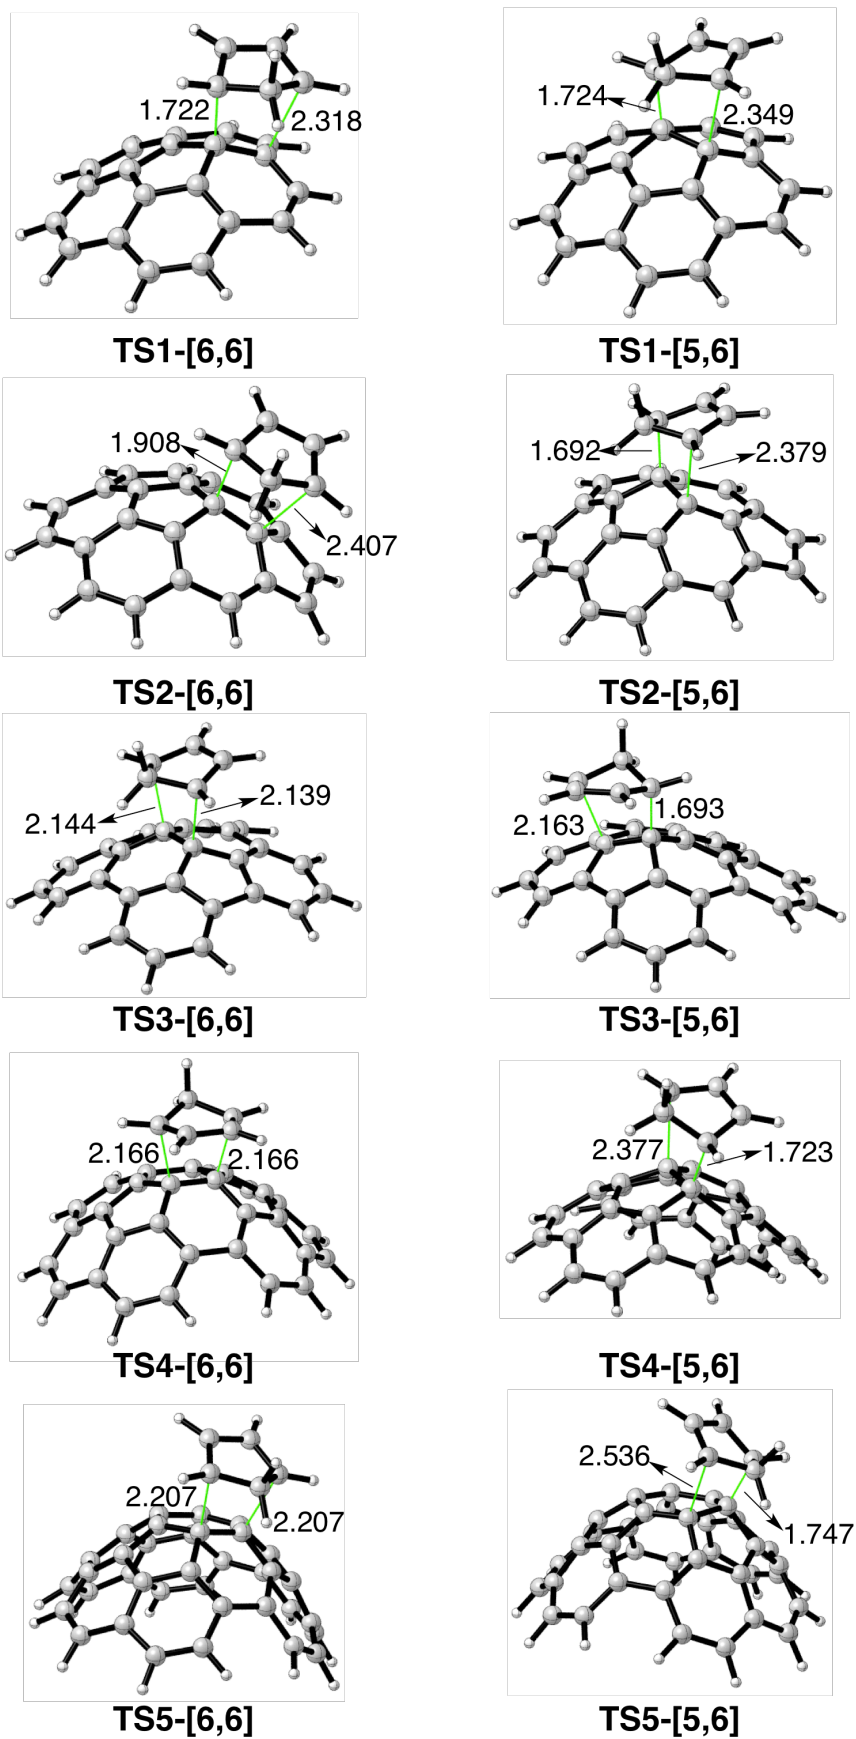 1.722
2.318
TS1-[6,6]
1.724
2.349
TS1-[5,6]
1.908
2.407
TS2-[6,6]
1.692
2.379
TS2-[5,6]
2.144
2.139
TS3-[6,6]
2.163
1.693
TS3-[5,6]
2.166
2.166
TS4-[6,6]
2.377
1.723
TS4-[5,6]
2.207
2.207
TS5-[6,6]
2.536
1.747
TS5-[5,6]